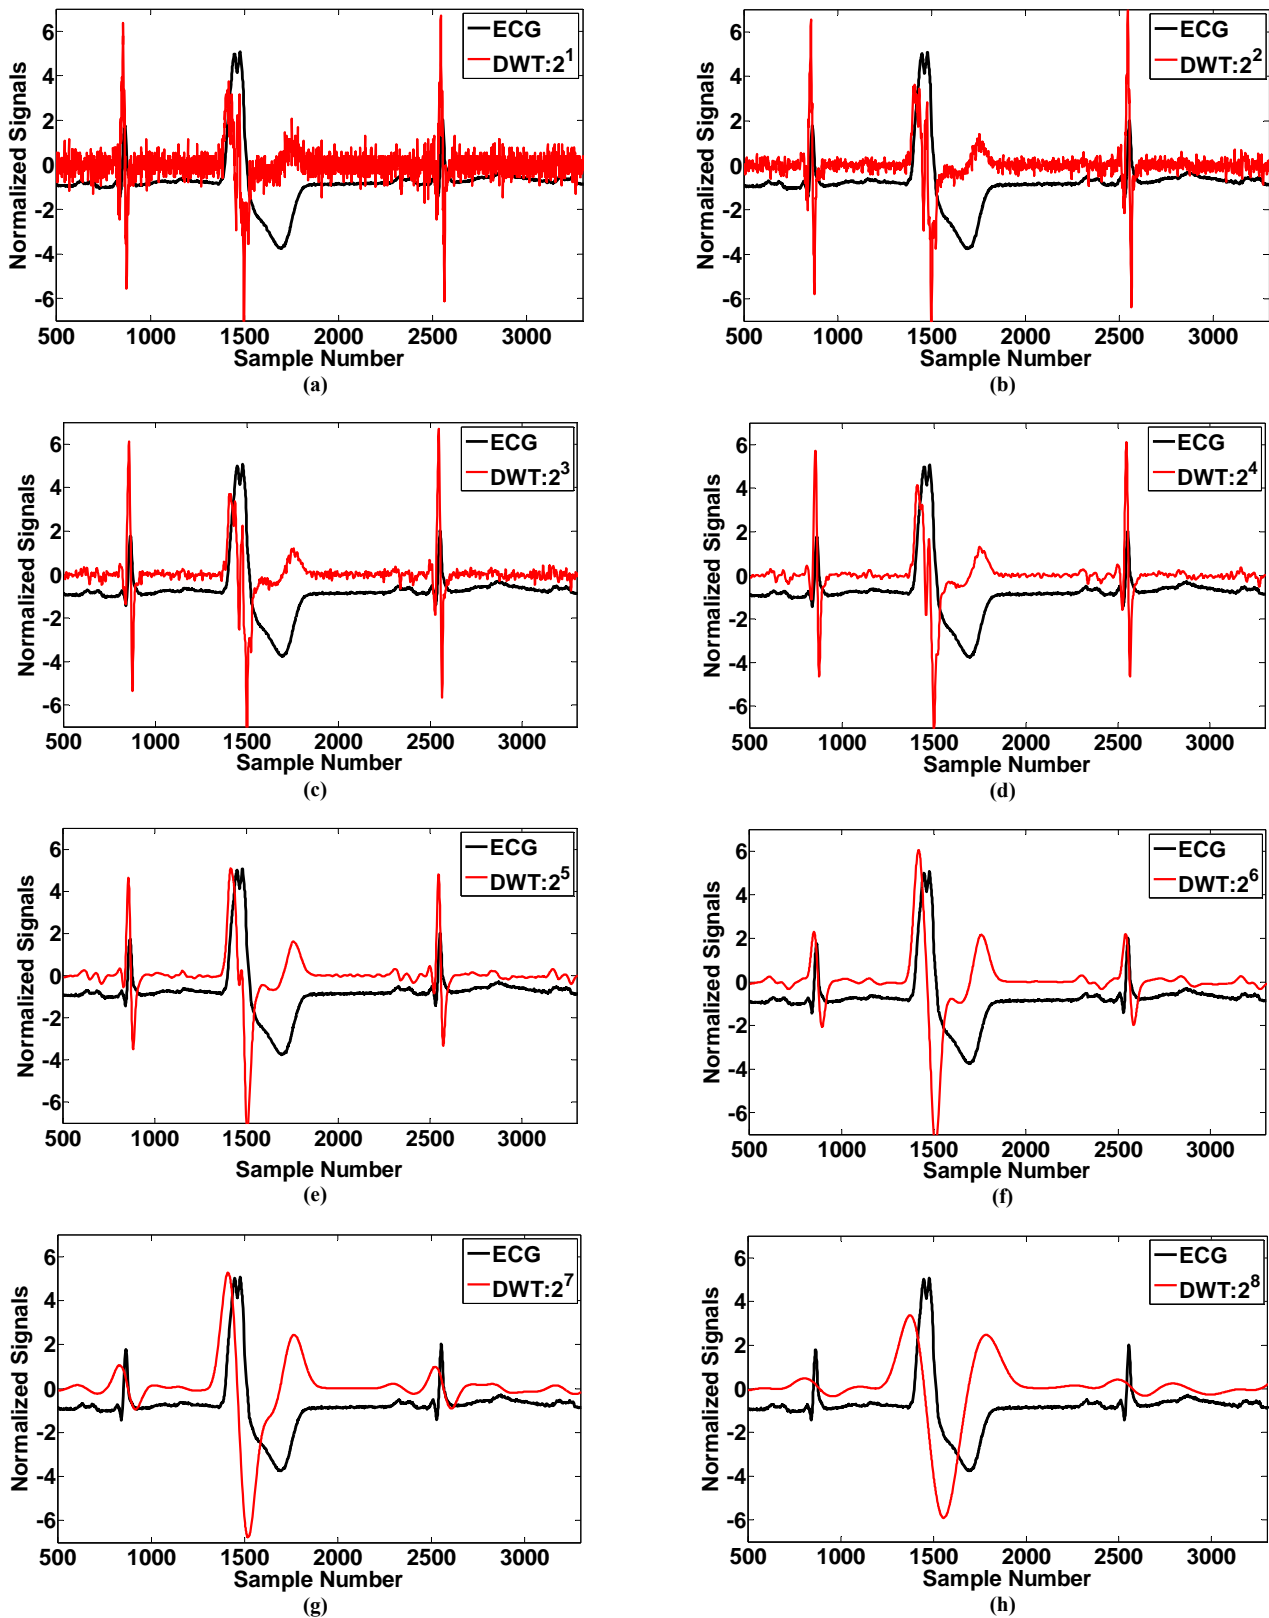 ECG
DWT:2^1
Normalized Signals
6
4
2
0
-2
-4
-6
500 1000 1500 2000 2500 3000
Sample Number
(a)
ECG
DWT:2^2
Normalized Signals
6
4
2
0
-2
-4
-6
500 1000 1500 2000 2500 3000
Sample Number
(b)
ECG
DWT:2^3
Normalized Signals
6
4
2
0
-2
-4
-6
500 1000 1500 2000 2500 3000
Sample Number
(c)
ECG
DWT:2^4
Normalized Signals
6
4
2
0
-2
-4
-6
500 1000 1500 2000 2500 3000
Sample Number
(d)
ECG
DWT:2^5
Normalized Signals
6
4
2
0
-2
-4
-6
500 1000 1500 2000 2500 3000
Sample Number
(e)
ECG
DWT:2^6
Normalized Signals
6
4
2
0
-2
-4
-6
500 1000 1500 2000 2500 3000
Sample Number
(f)
ECG
DWT:2^7
Normalized Signals
6
4
2
0
-2
-4
-6
500 1000 1500 2000 2500 3000
Sample Number
(g)
ECG
DWT:2^8
Normalized Signals
6
4
2
0
-2
-4
-6
500 1000 1500 2000 2500 3000
Sample Number
(h)